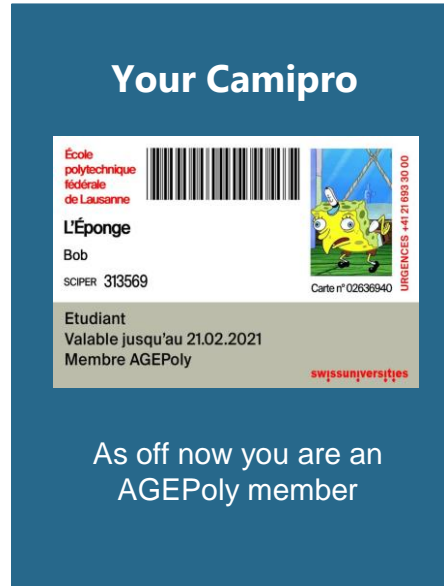 Your Camipro
École
polytechnique
fédérale
de Lausanne
L'Éponge
Bob
SCIPER 313569
Carte n° 02636940
URGENCES +41 21 693 30 00
Etudiant
Valable jusqu'au 21.02.2021
Membre AGEPoly
swissuniversities
As off now you are an
AGEPoly member